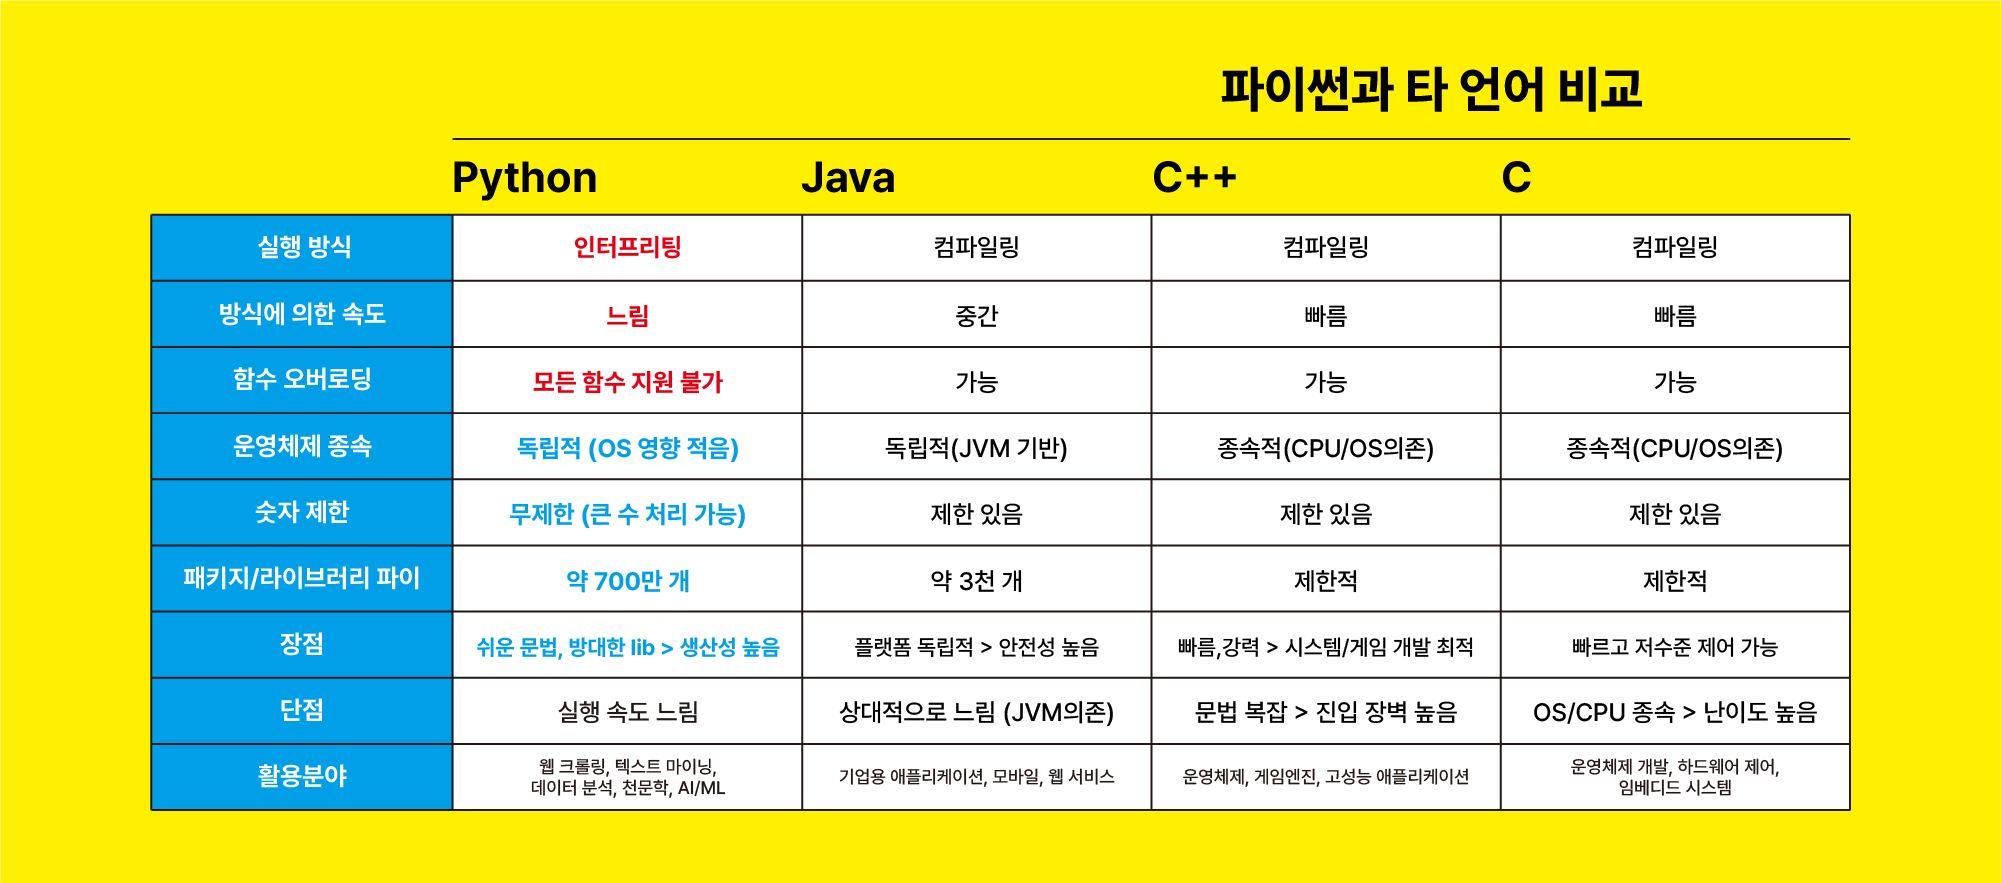 파이썬과 타 언어 비교
Python Java C++ C
실행 방식 인터프리팅 컴파일링 컴파일링 컴파일링
방식에 의한 속도 느림 중간 빠름 빠름
함수 오버로딩 모든 함수 지원 불가 가능 가능 가능
운영체제 종속 독립적 (OS 영향 적음) 독립적(JVM 기반) 종속적(CPU/OS의존) 종속적(CPU/OS의존)
숫자 제한 무제한 (큰 수 처리 가능) 제한 있음 제한 있음 제한 있음
패키지/라이브러리 파이 약 700만 개 약 3천 개 제한적 제한적
장점 쉬운 문법, 방대한 lib > 생산성 높음 플랫폼 독립적 > 안전성 높음 빠름,강력 > 시스템/게임 개발 최적 빠르고 저수준 제어 가능
단점 실행 속도 느림 상대적으로 느림 (JVM의존) 문법 복잡 > 진입 장벽 높음 OS/CPU 종속 > 난이도 높음
활용분야 웹 크롤링, 텍스트 마이닝,
데이터 분석, 천문학, AI/ML 기업용 애플리케이션, 모바일, 웹 서비스 운영체제, 게임엔진, 고성능 애플리케이션 운영체제 개발, 하드웨어 제어,
임베디드 시스템